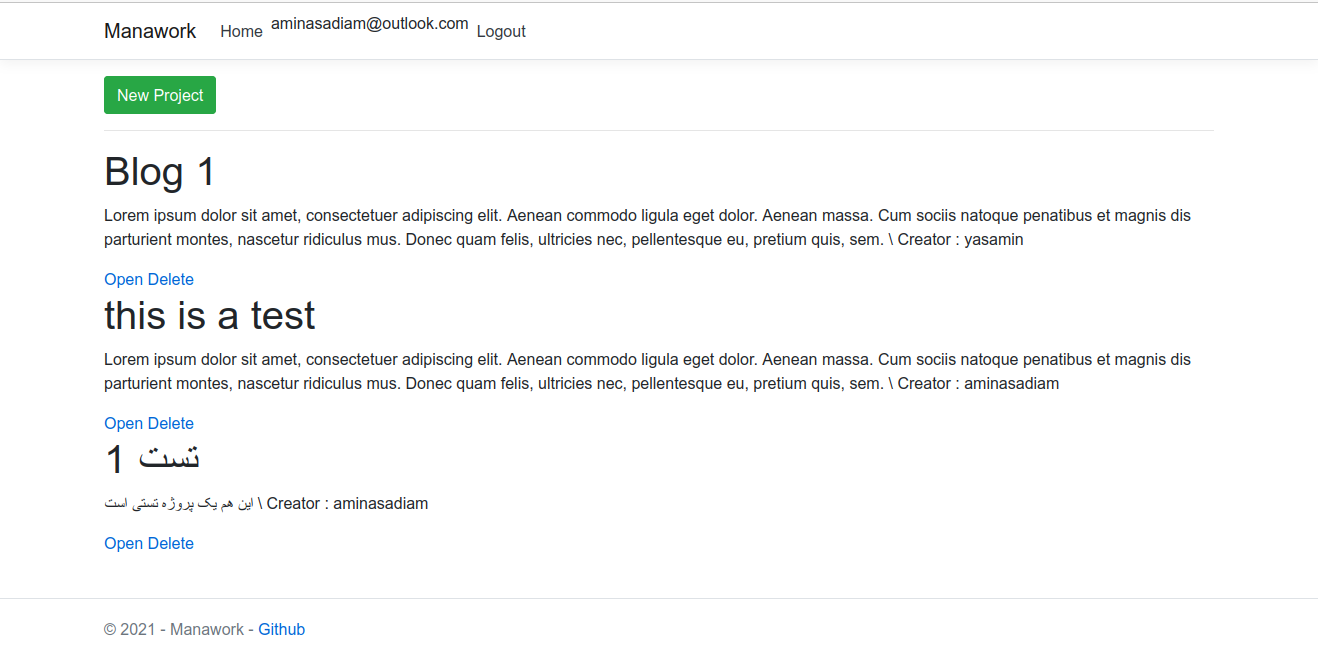 Manawork Home aminasadiam@outlook.com Logout
New Project
Blog 1
Lorem ipsum dolor sit amet, consectetuer adipiscing elit. Aenean commodo ligula eget dolor. Aenean massa. Cum sociis natoque penatibus et magnis dis
parturient montes, nascetur ridiculus mus. Donec quam felis, ultricies nec, pellentesque eu, pretium quis, sem. \ Creator : yasamin
Open Delete
this is a test
Lorem ipsum dolor sit amet, consectetuer adipiscing elit. Aenean commodo ligula eget dolor. Aenean massa. Cum sociis natoque penatibus et magnis dis
parturient montes, nascetur ridiculus mus. Donec quam felis, ultricies nec, pellentesque eu, pretium quis, sem. \ Creator : aminasadiam
Open Delete
تست 1
این هم یک پروژه تستی است \ Creator : aminasadiam
Open Delete
© 2021 - Manawork - Github